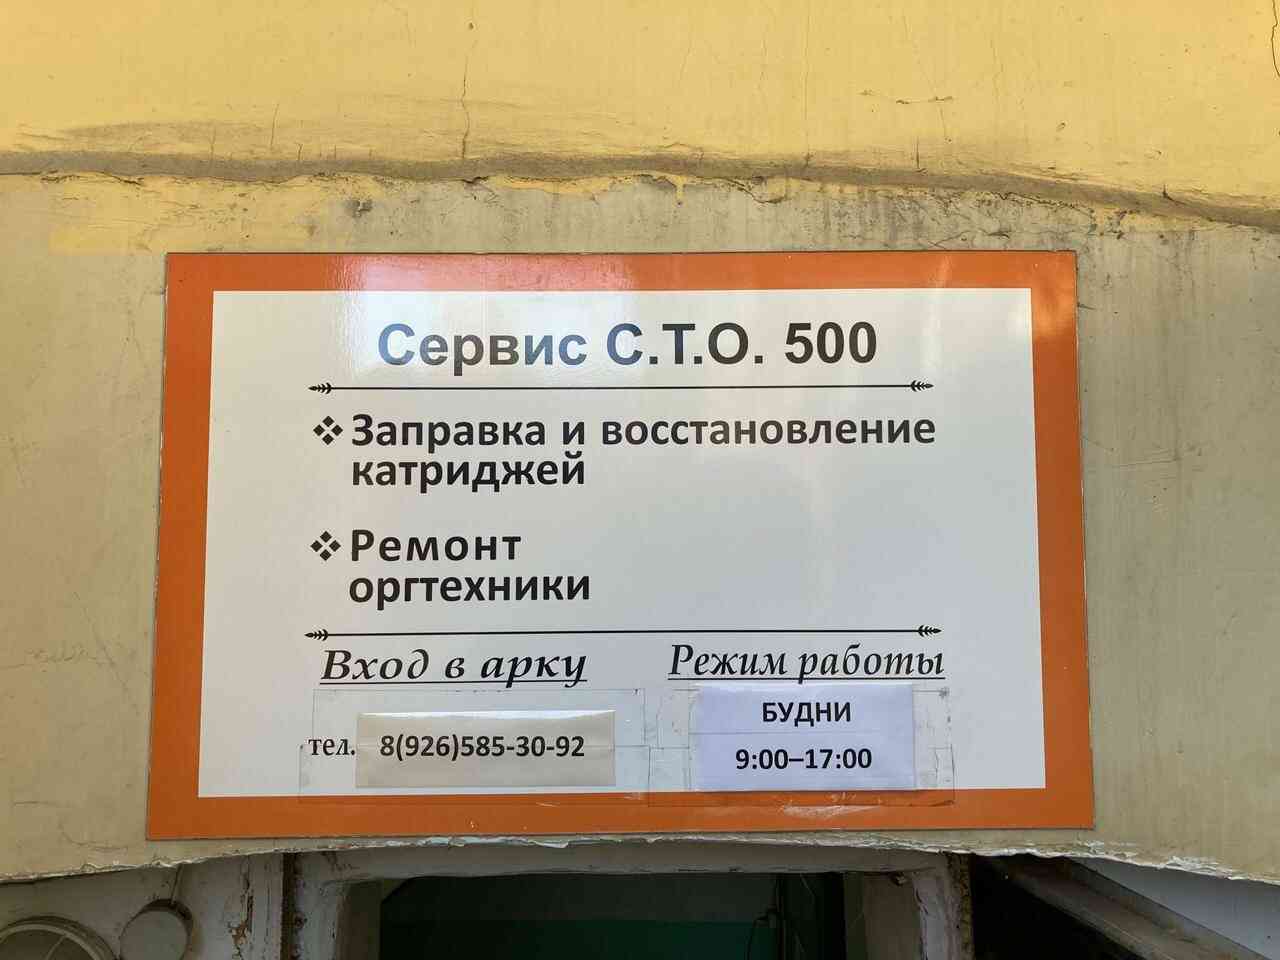 Сервис С.Т.О. 500
❖ Заправка и восстановление
катриджей
❖ Ремонт
оргтехники
Вход в арку
Режим работы
БУДНИ
тел. 8(926)585-30-92
9:00–17:00